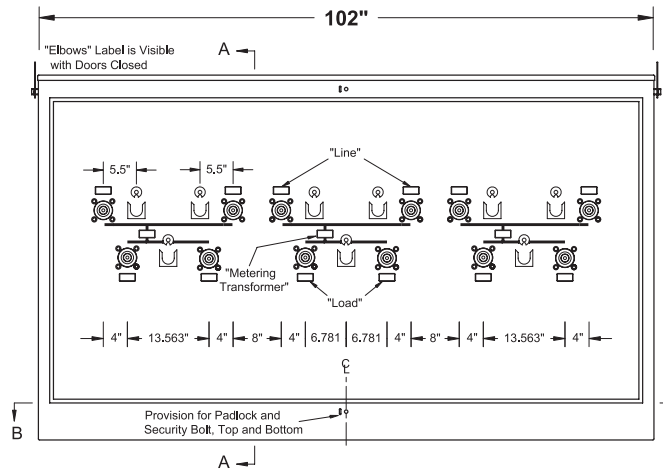 102"
A
"Elbows" Label is Visible
with Doors Closed
"Line"
5.5"
5.5"
"Metering
Transformer"
"Load"
4" 13.563" 4" 8" 4" 6.781 6.781 4" 8" 4" 13.563" 4"
CL
Provision for Padlock and
Security Bolt, Top and Bottom
B
A